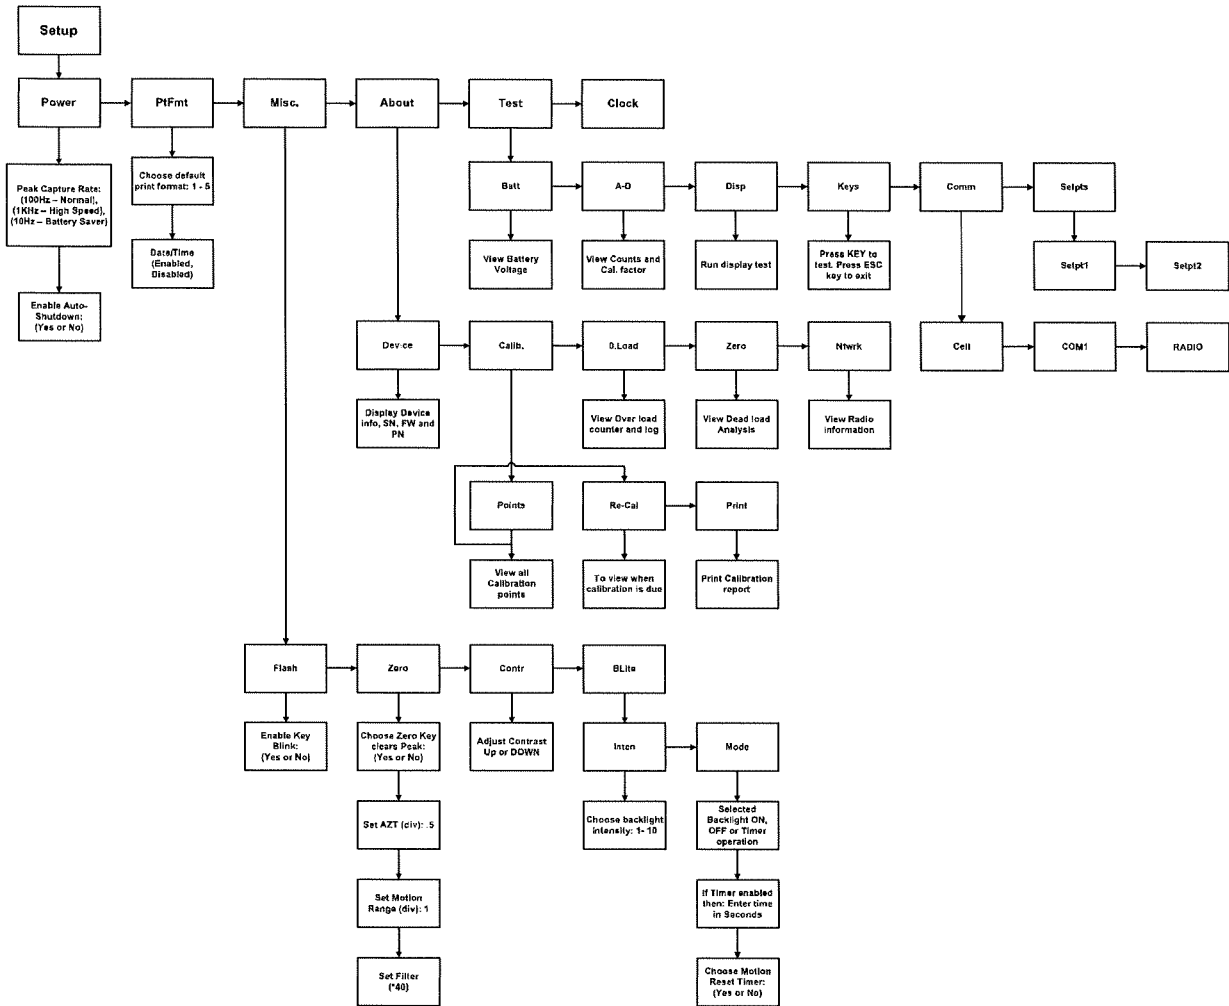 Setup
Power
PtFmt
Misc.
About
Test
Clock
Peak Capture Rate:
(100Hz – Normal),
(1KHz – High Speed),
(10Hz – Battery Saver)
Choose default
print format: 1 - 5
Batt
A-D
Disp
Keys
Comm
Setpts
Date/Time
(Enabled,
Disabled)
View Battery
Voltage
View Counts and
Cal. factor
Run display test
Press KEY to
test. Press ESC
key to exit
Setpt1
Setpt2
Enable Auto-
Shutdown:
(Yes or No)
Device
Calib.
O.Load
Zero
Ntwrk
Cell
COM1
RADIO
Display Device
info, SN, FW and
PN
View Over load
counter and log
View Dead load
Analysis
View Radio
information
Points
Re-Cal
Print
View all
Calibration
points
To view when
calibration is due
Print Calibration
report
Flash
Zero
Contr
BLite
Enable Key
Blink:
(Yes or No)
Choose Zero Key
clears Peak:
(Yes or No)
Adjust Contrast
Up or DOWN
Inten
Mode
Set AZT (div): .5
Choose backlight
intensity: 1- 10
Selected
Backlight ON,
OFF or Timer
operation
Set Motion
Range (div): 1
If Timer enabled
then: Enter time
in Seconds
Set Filter
(*40)
Choose Motion
Reset Timer:
(Yes or No)